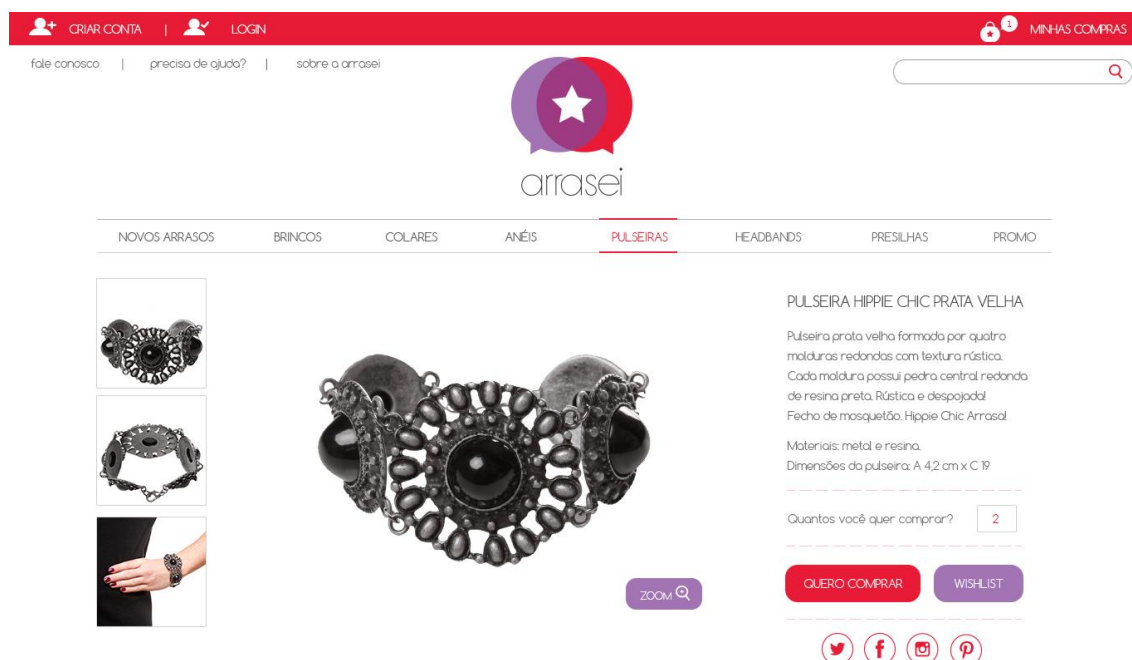 CRIAR CONTA | LOGIN
1 MINHAS COMPRAS
fale conosco | precisa de ajuda? | sobre a arrasei
arrasei
NOVOS ARRASOS BRINCOS COLARES ANÉIS PULSEIRAS HEADBANDS PRESILHAS PROMO
PULSEIRA HIPPIE CHIC PRATA VELHA
Pulseira prata velha formada por quatro
molduras redondas com textura rústica.
Cada moldura possui pedra central redonda
de resina preta. Rústica e despojada!
Fecho de mosquetão. Hippie Chic Arrasa!
Materiais: metal e resina.
Dimensões da pulseira: A 4,2 cm x C 19
Quantos você quer comprar? 2
ZOOM
QUERO COMPRAR WISHLIST